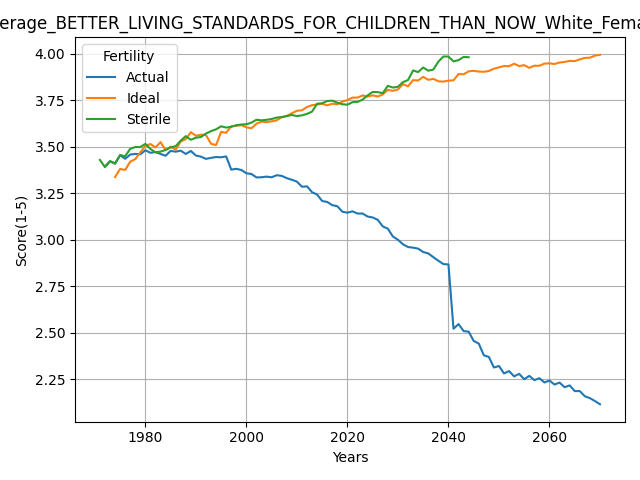 erage_BETTER_LIVING_STANDARDS_FOR_CHILDREN_THAN_NOW_White_Fema
Fertility
Actual
Ideal
Sterile
4.00
3.75
3.50
3.25
3.00
2.75
2.50
2.25
Score(1-5)
1980 2000 2020 2040 2060
Years